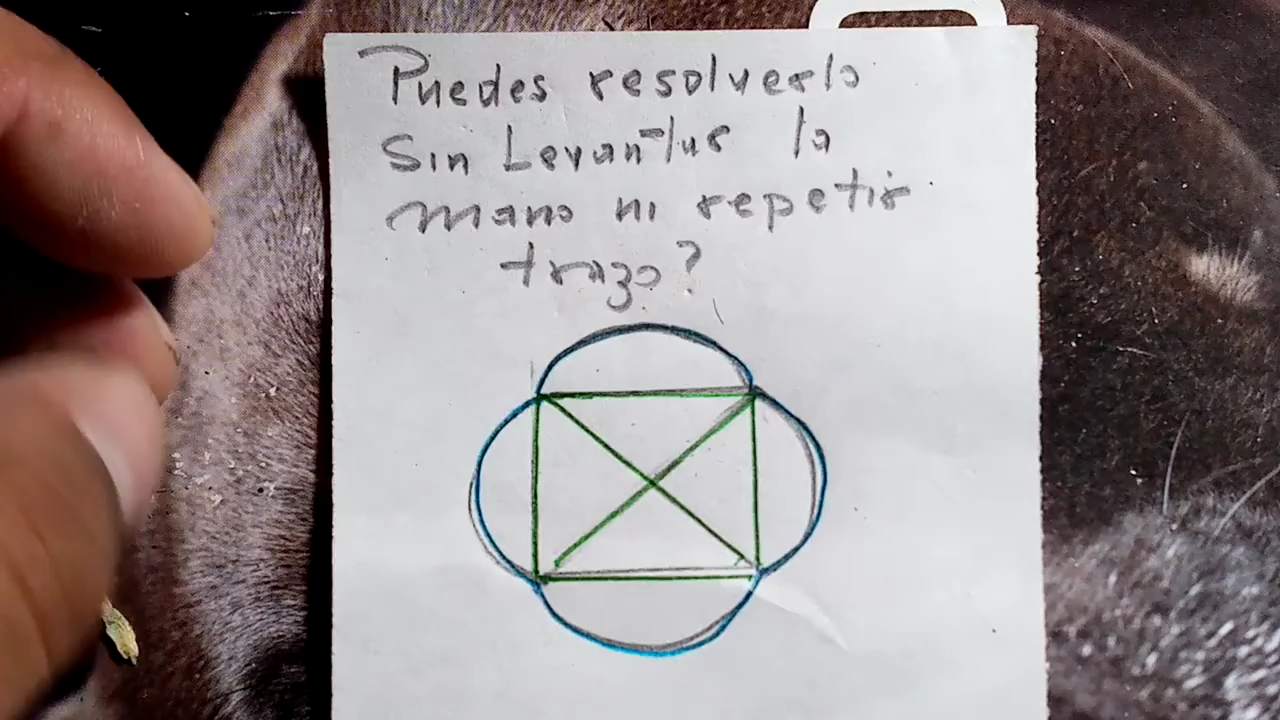 Puedes resolverlo
Sin Levantar la
mano ni repetir
trazo?